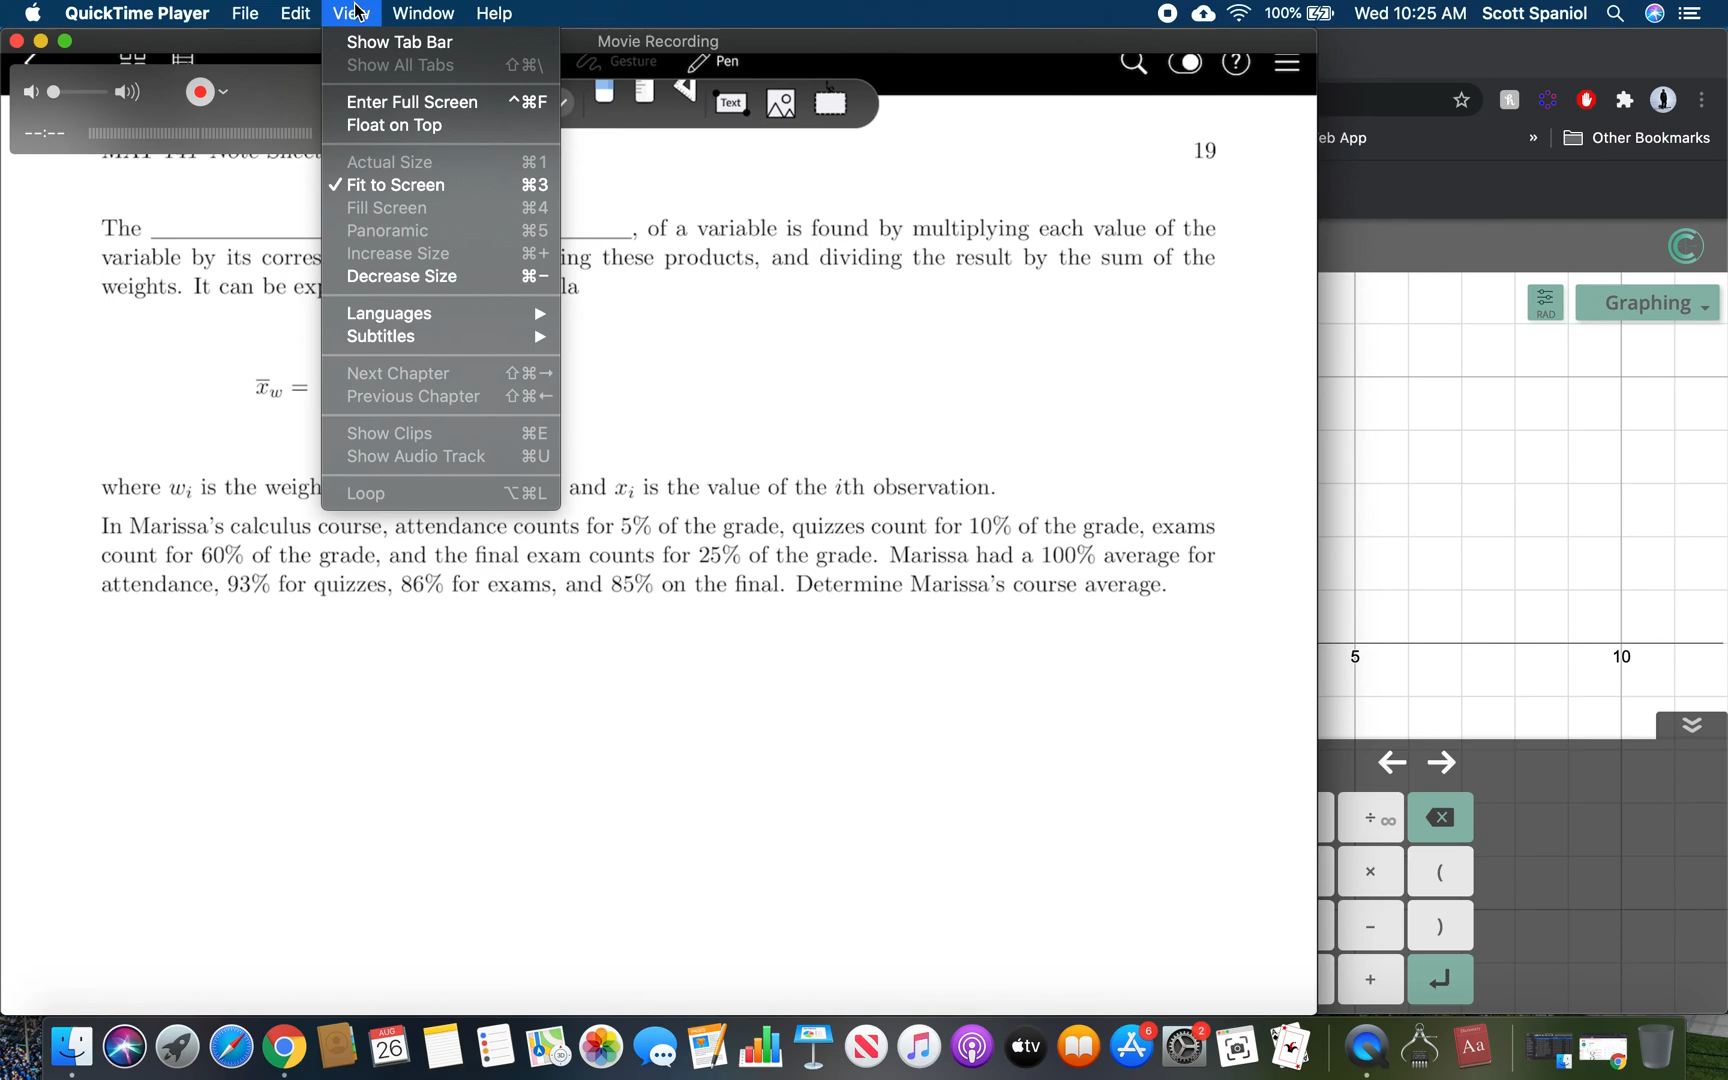 QuickTime Player File Edit View Window Help 100% Wed 10:25 AM Scott Spaniol
Movie Recording
Gesture Pen
Text
--:--
Show Tab Bar
Show All Tabs ⇧⌘\
Enter Full Screen ^⌘F
Float on Top
Actual Size ⌘1
✓ Fit to Screen ⌘3
Fill Screen ⌘4
Panoramic ⌘5
Increase Size ⌘+
Decrease Size ⌘−
Languages ▶
Subtitles ▶
Next Chapter ⇧⌘→
Previous Chapter ⇧⌘←
Show Clips ⌘E
Show Audio Track ⌘U
Loop ⌥⌘L
19
The , of a variable is found by multiplying each value of the
variable by its corres ing these products, and dividing the result by the sum of the
weights. It can be exp la
x̄w =
where wi is the weigh and xi is the value of the ith observation.
In Marissa's calculus course, attendance counts for 5% of the grade, quizzes count for 10% of the grade, exams
count for 60% of the grade, and the final exam counts for 25% of the grade. Marissa had a 100% average for
attendance, 93% for quizzes, 86% for exams, and 85% on the final. Determine Marissa's course average.
eb App » Other Bookmarks
RAD Graphing
5 10
← →
÷ ∞
× (
− )
+
AUG
26
tv
6
2
Aa